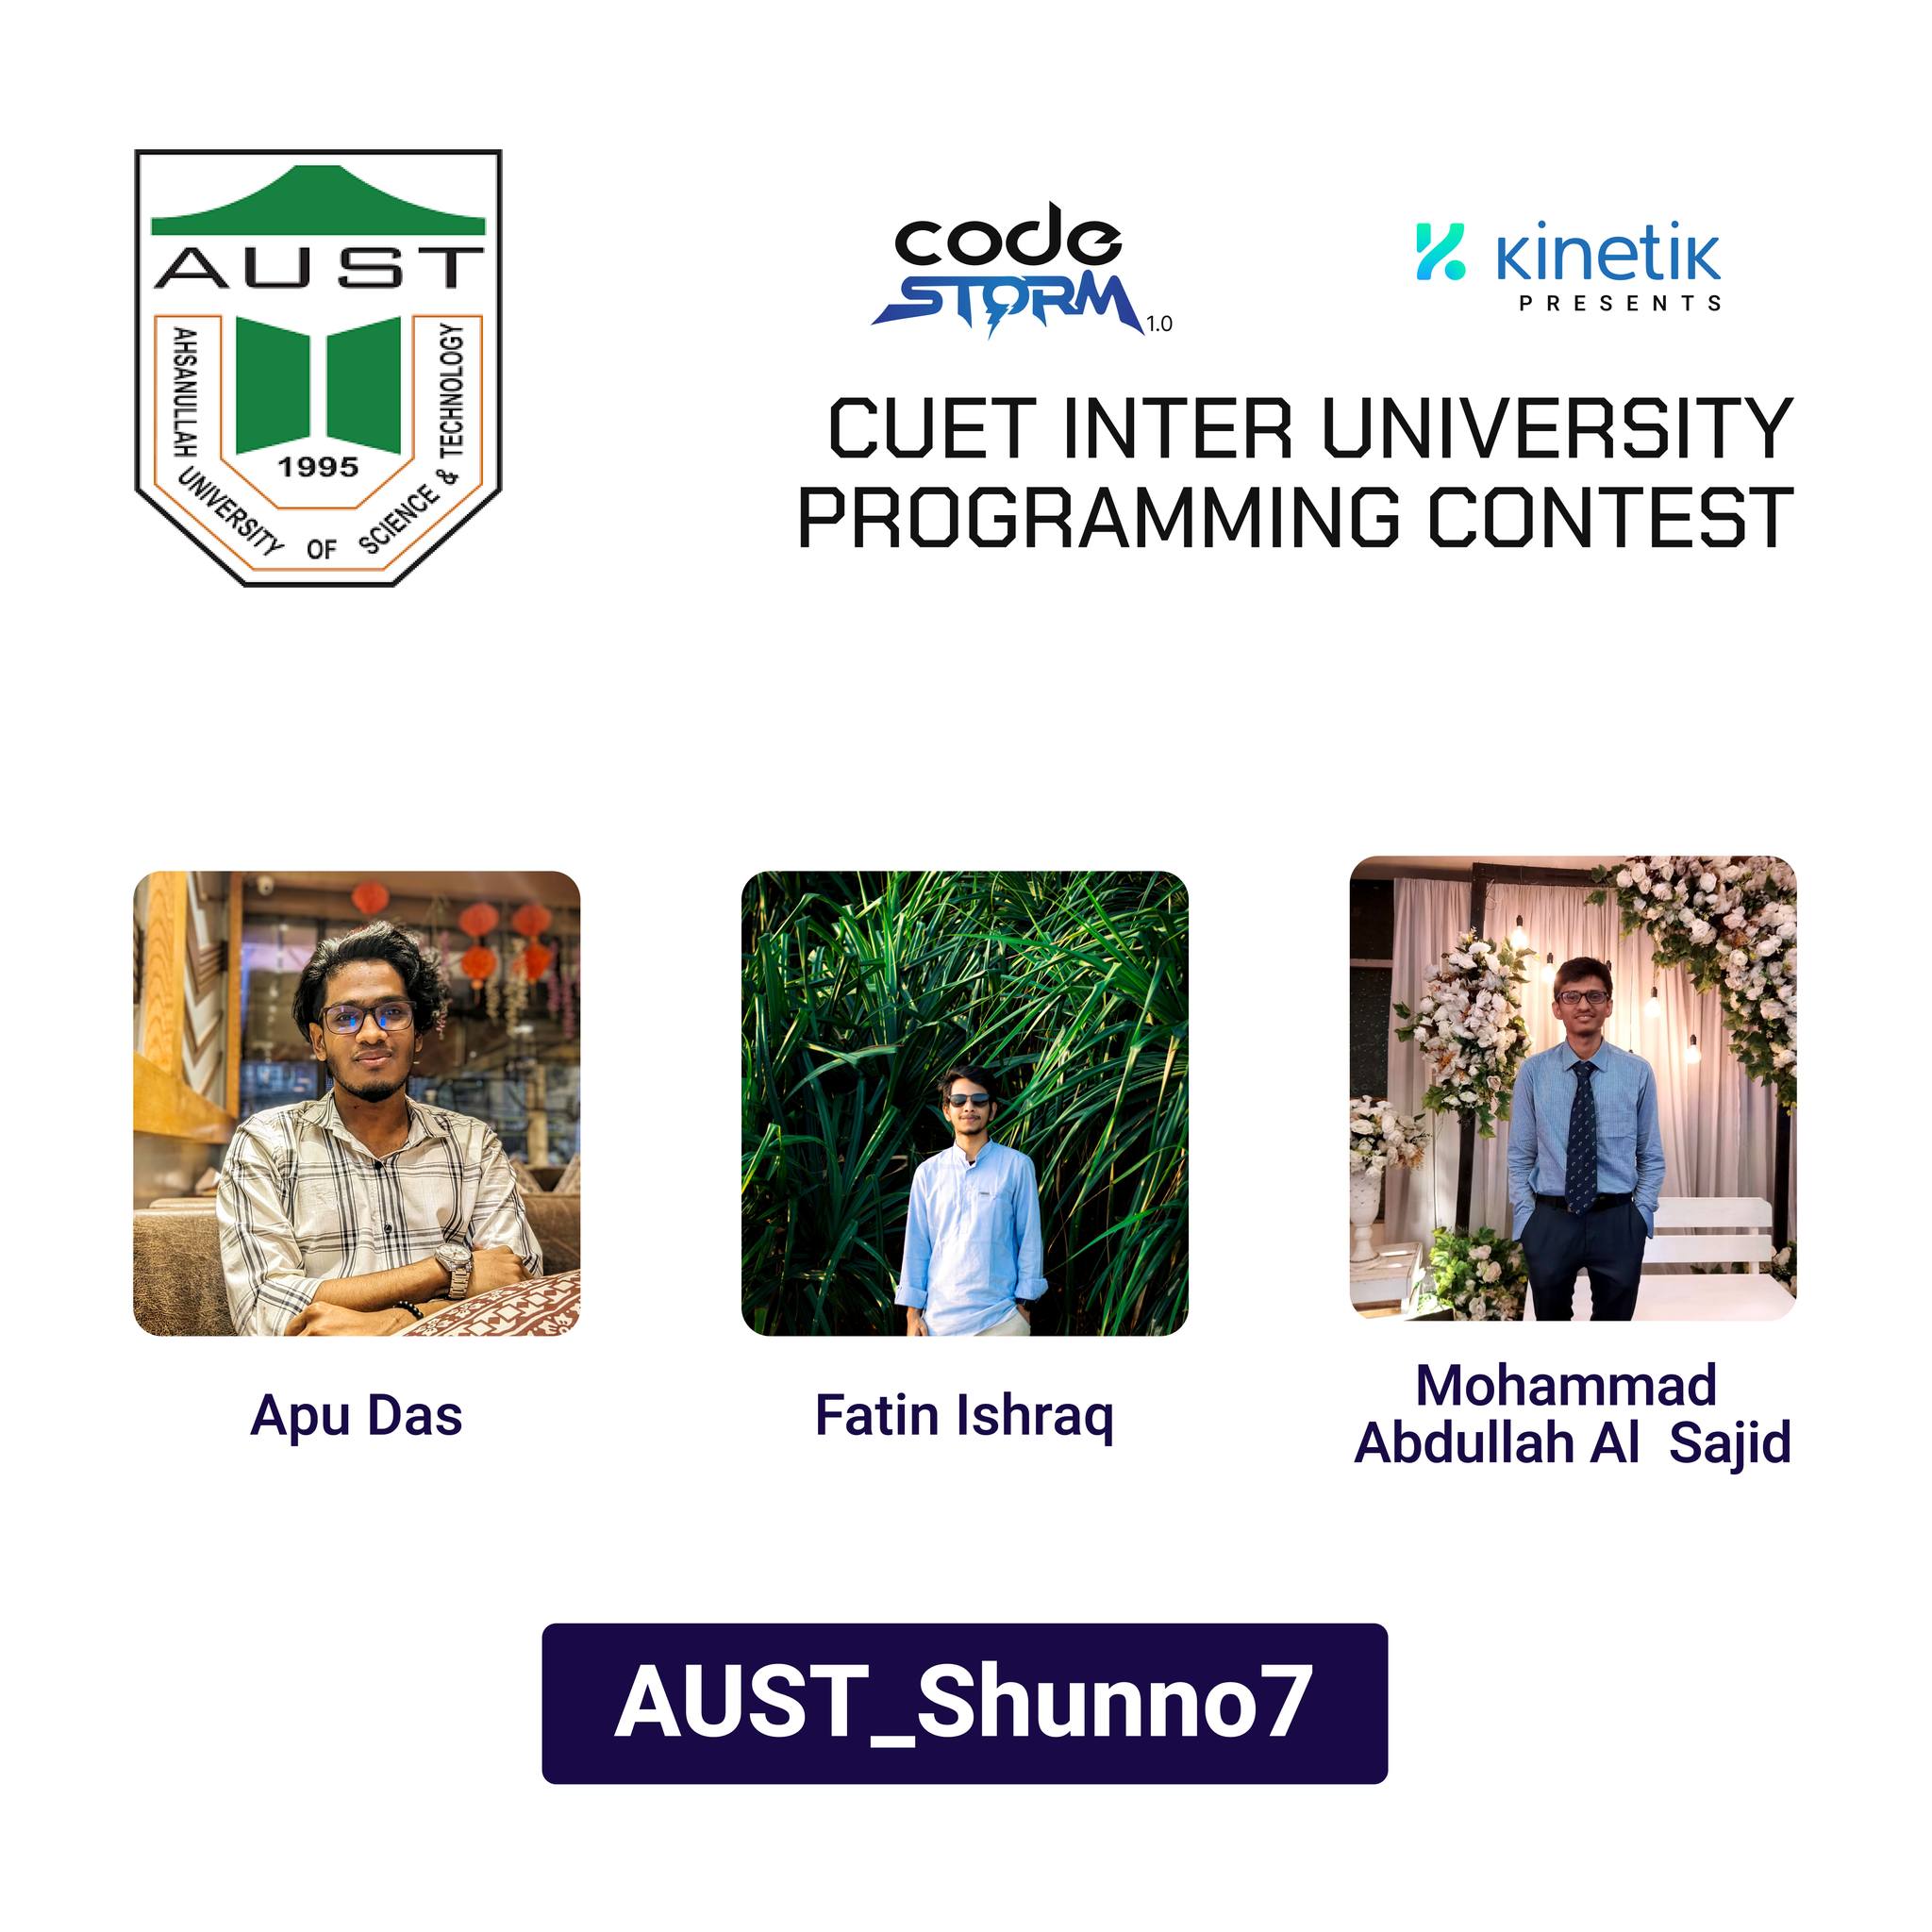 AUST
AHSANULLAH UNIVERSITY OF SCIENCE & TECHNOLOGY
1995
code
STORM 1.0
kinetik
PRESENTS
CUET INTER UNIVERSITY
PROGRAMMING CONTEST
Apu Das
Fatin Ishraq
Mohammad
Abdullah Al Sajid
AUST_Shunno7